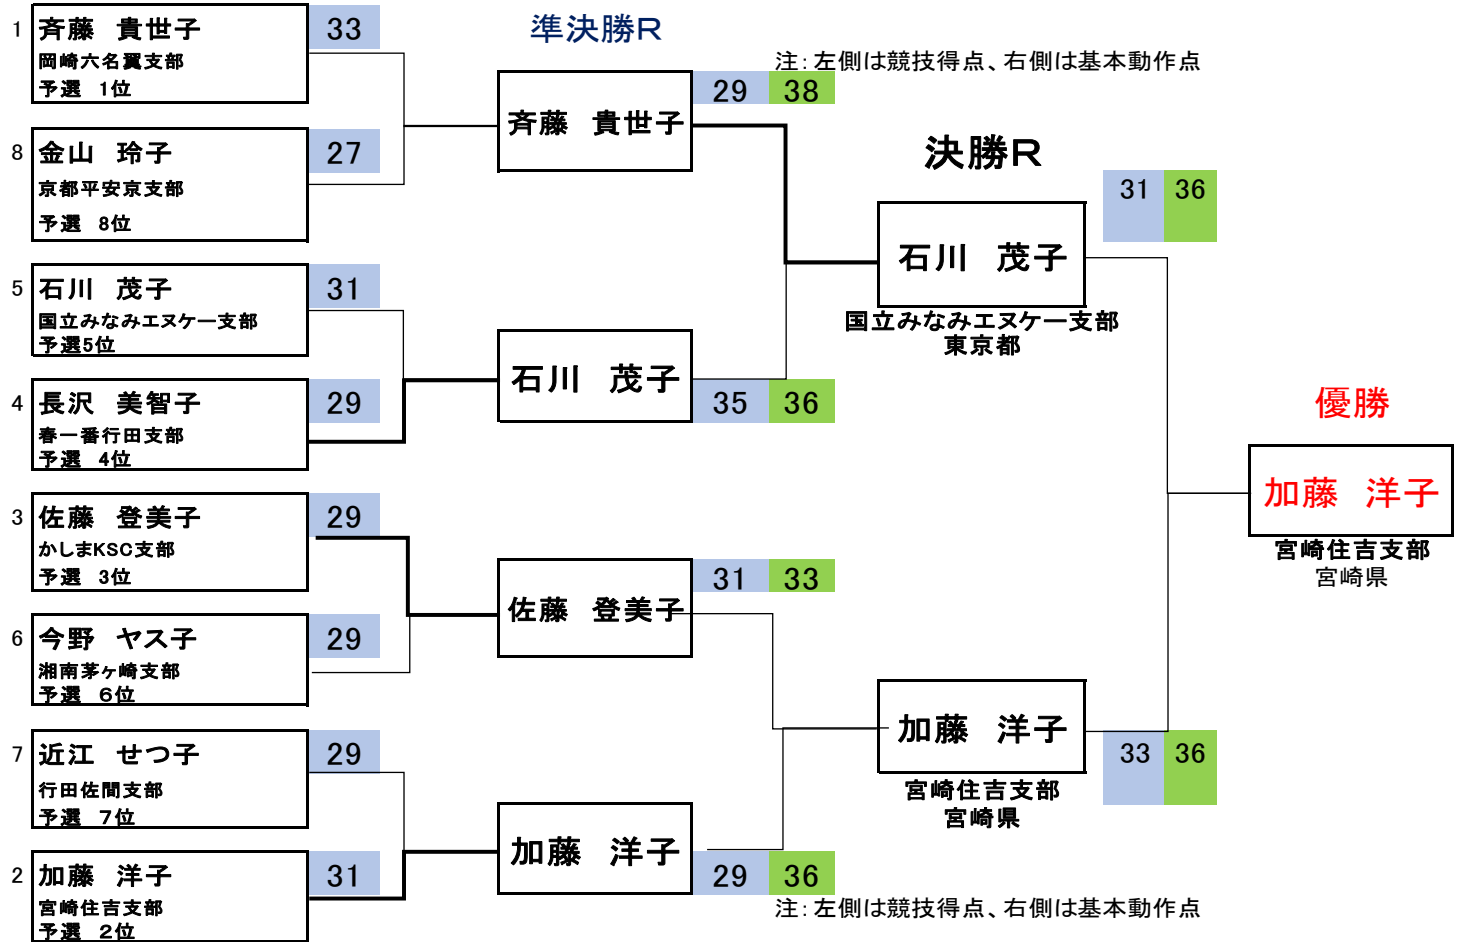 1
斉藤　貴世子
岡崎六名翼支部
予選　1位
33
8
金山　玲子
京都平安京支部
予選　8位
27
5
石川　茂子
国立みなみエヌケー支部
予選5位
31
4
長沢　美智子
春一番行田支部
予選　4位
29
3
佐藤　登美子
かしまKSC支部
予選　3位
29
6
今野　ヤス子
湘南茅ヶ崎支部
予選　６位
29
7
近江　せつ子
行田佐間支部
予選　７位
29
2
加藤　洋子
宮崎住吉支部
予選　２位
31
準決勝R
注：左側は競技得点、右側は基本動作点
斉藤　貴世子
29 38
石川　茂子
35 36
佐藤　登美子
31 33
加藤　洋子
29 36
注：左側は競技得点、右側は基本動作点
決勝R
31 36
石川　茂子
国立みなみエヌケー支部
東京都
加藤　洋子
宮崎住吉支部
宮崎県
33 36
優勝
加藤　洋子
宮崎住吉支部
宮崎県